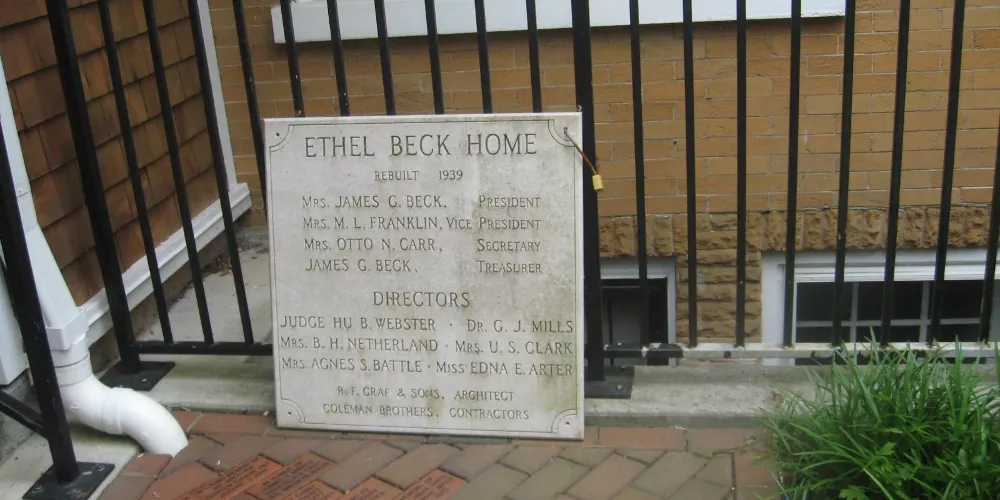 ETHEL BECK HOME
REBUILT 1939
MRS. JAMES G. BECK, PRESIDENT
MRS. M. L. FRANKLIN, VICE PRESIDENT
MRS. OTTO N. CARR, SECRETARY
JAMES G. BECK, TREASURER
DIRECTORS
JUDGE HU B. WEBSTER · DR. G. J. MILLS
MRS. B. H. NETHERLAND · MRS. U. S. CLARK
MRS. AGNES S. BATTLE · MISS EDNA E. ARTER
R. F. GRAF & SONS, ARCHITECT
COLEMAN BROTHERS, CONTRACTORS